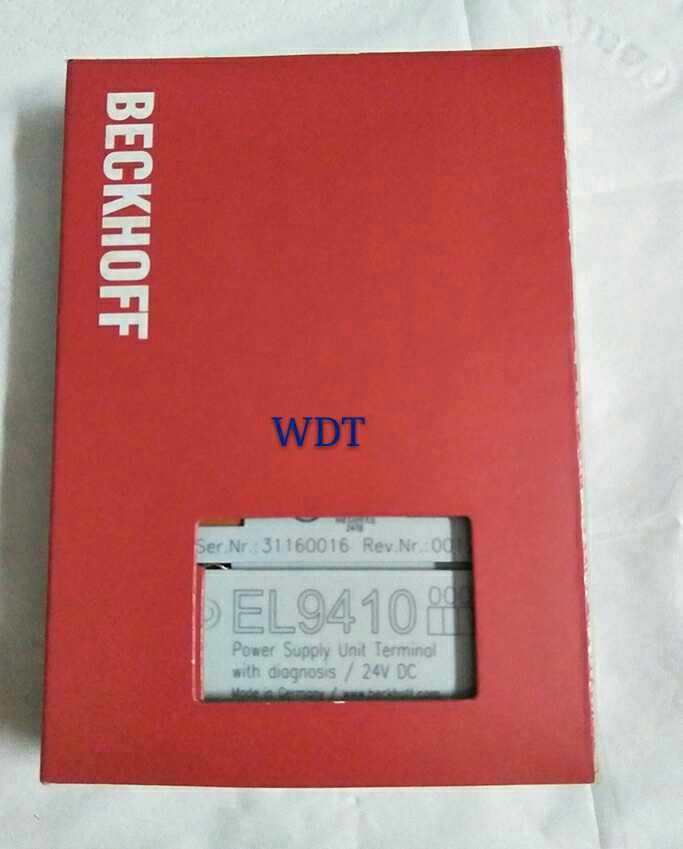 BECKHOFF
WDT
Ser.Nr.: 31160016 Rev.Nr.:
EL9410
Power Supply Unit Terminal
with diagnosis / 24V DC
Made in Germany / www.beckhoff.com